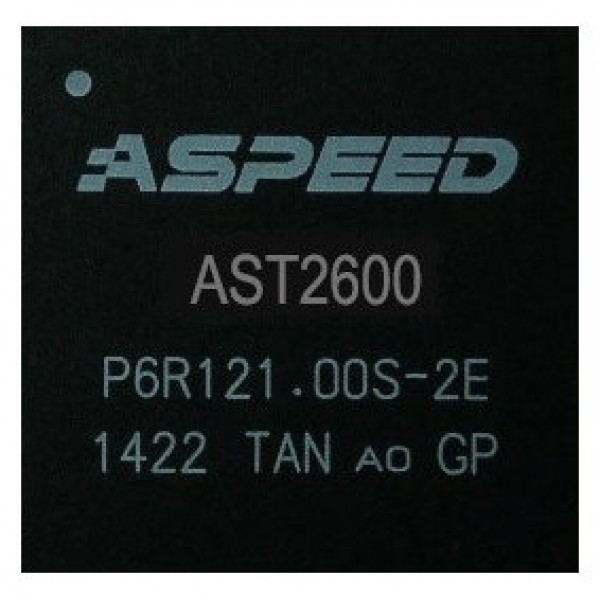 ASPEED
AST2600
P6R121.00S-2E
1422 TAN A0 GP